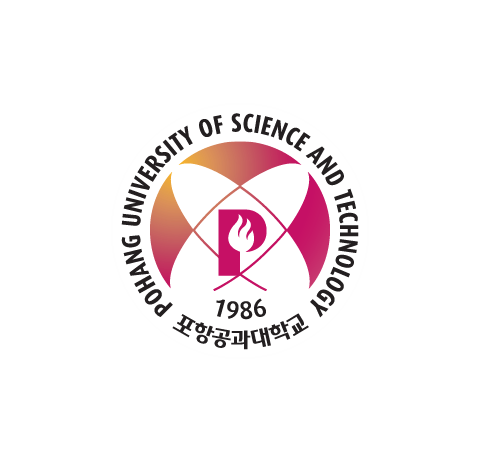 POHANG UNIVERSITY OF SCIENCE AND TECHNOLOGY
P
1986
포항공과대학교